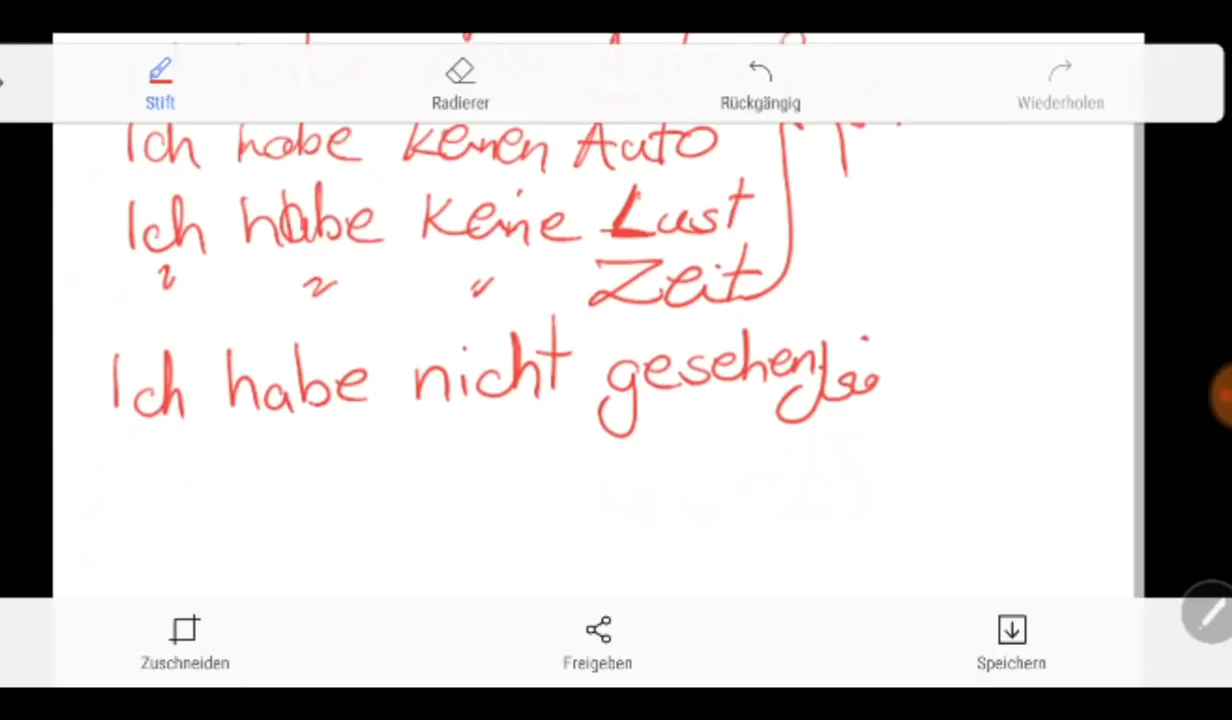 Stift Radierer Rückgängig Wiederholen
Ich habe kenen Auto
Ich habe keine Lust
" " " Zeit
Ich habe nicht gesehen
Zuschneiden Freigeben Speichern